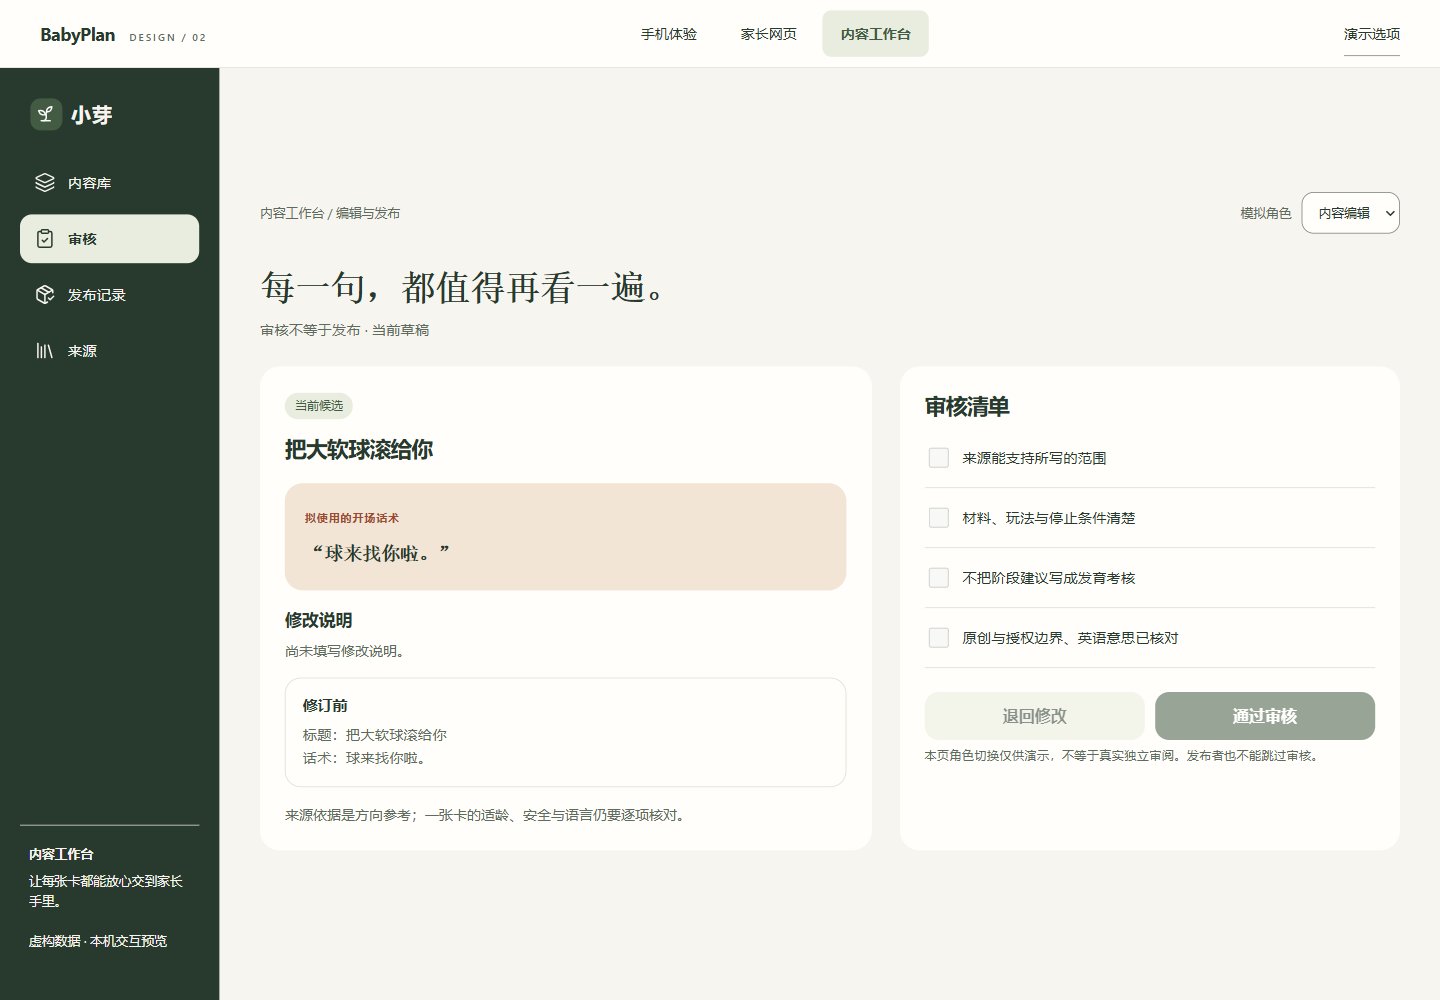 BabyPlan DESIGN / 02
手机体验
家长网页
内容工作台
演示选项
小芽
内容库
审核
发布记录
来源
内容工作台
让每张卡都能放心交到家长
手里。
虚构数据 · 本机交互预览
内容工作台 / 编辑与发布
模拟角色
内容编辑
每一句，都值得再看一遍。
审核不等于发布 · 当前草稿
当前候选
把大软球滚给你
拟使用的开场话术
“球来找你啦。”
修改说明
尚未填写修改说明。
修订前
标题：把大软球滚给你
话术：球来找你啦。
来源依据是方向参考；一张卡的适龄、安全与语言仍要逐项核对。
审核清单
来源能支持所写的范围
材料、玩法与停止条件清楚
不把阶段建议写成发育考核
原创与授权边界、英语意思已核对
退回修改
通过审核
本页角色切换仅供演示，不等于真实独立审阅。发布者也不能跳过审核。